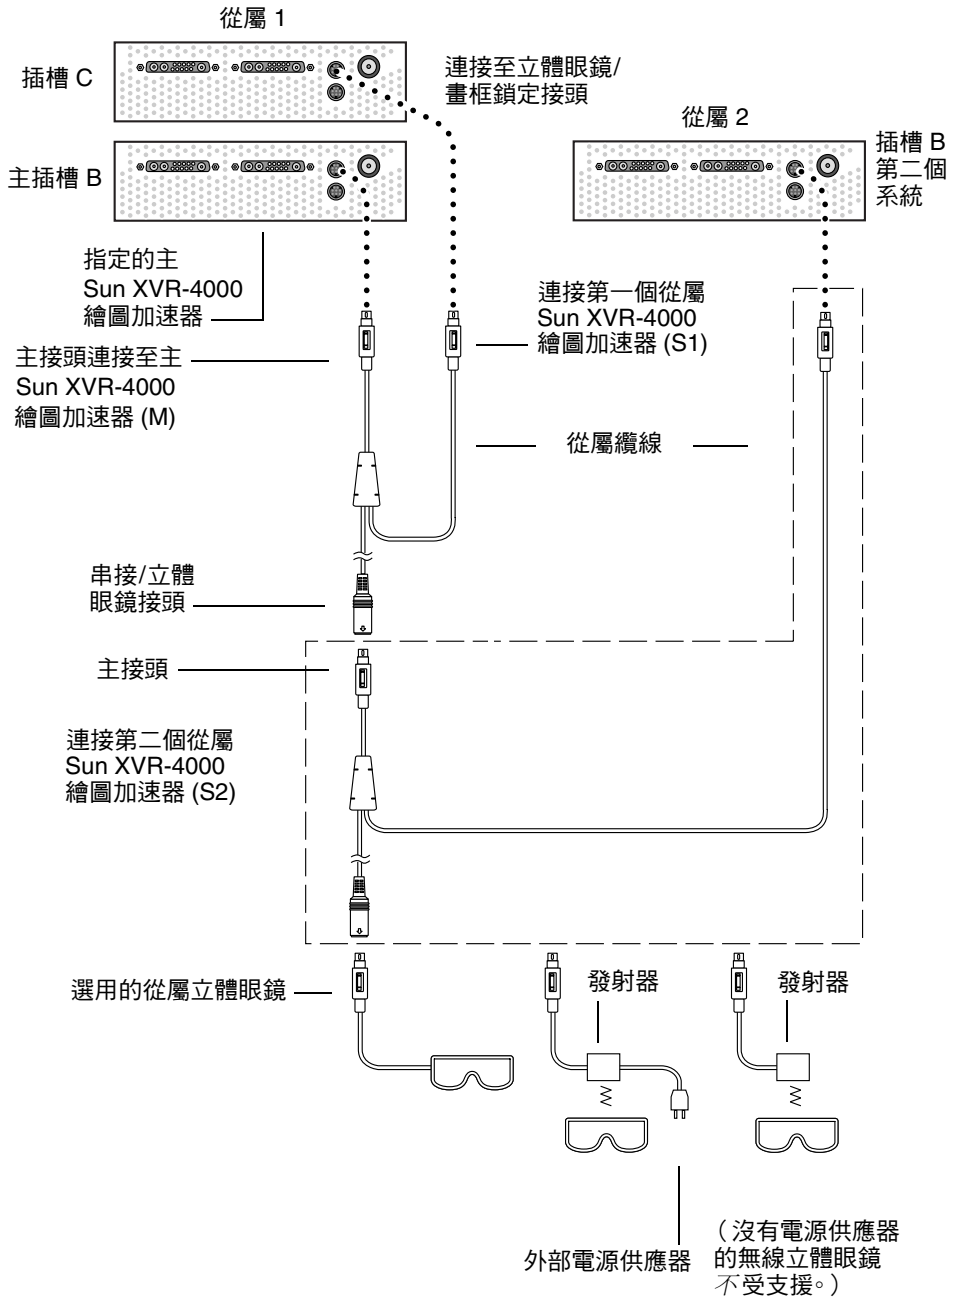 從屬 1
插槽 C
連接至立體眼鏡/
畫框鎖定接頭
從屬 2
主插槽 B
插槽 B
第二個
系統
指定的主
Sun XVR-4000
繪圖加速器
連接第一個從屬
Sun XVR-4000
繪圖加速器 (S1)
主接頭連接至主
Sun XVR-4000
繪圖加速器 (M)
從屬纜線
串接/立體
眼鏡接頭
主接頭
連接第二個從屬
Sun XVR-4000
繪圖加速器 (S2)
選用的從屬立體眼鏡
發射器
發射器
外部電源供應器
（沒有電源供應器
的無線立體眼鏡
不受支援。）